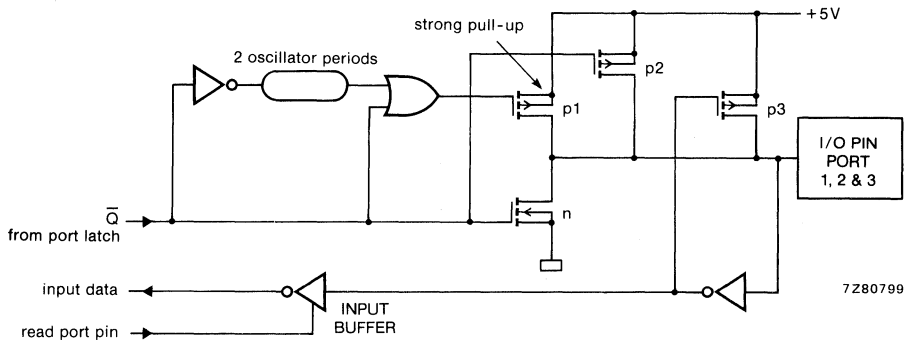 +5V
strong pull-up
2 oscillator periods
p2
p1
p3
I/O PIN
PORT
1, 2 & 3
Q̅
from port latch
n
input data
7Z80799
INPUT
BUFFER
read port pin